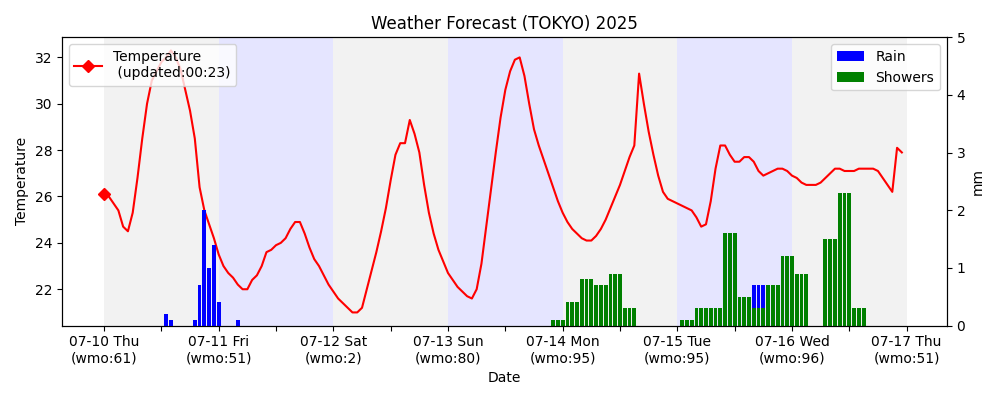 Weather Forecast (TOKYO) 2025
Temperature
(updated:00:23)
Rain
Showers
32
30
28
26
24
22
Temperature
5
4
3
2
1
0
mm
07-10 Thu
(wmo:61)
07-11 Fri
(wmo:51)
07-12 Sat
(wmo:2)
07-13 Sun
(wmo:80)
07-14 Mon
(wmo:95)
07-15 Tue
(wmo:95)
07-16 Wed
(wmo:96)
07-17 Thu
(wmo:51)
Date